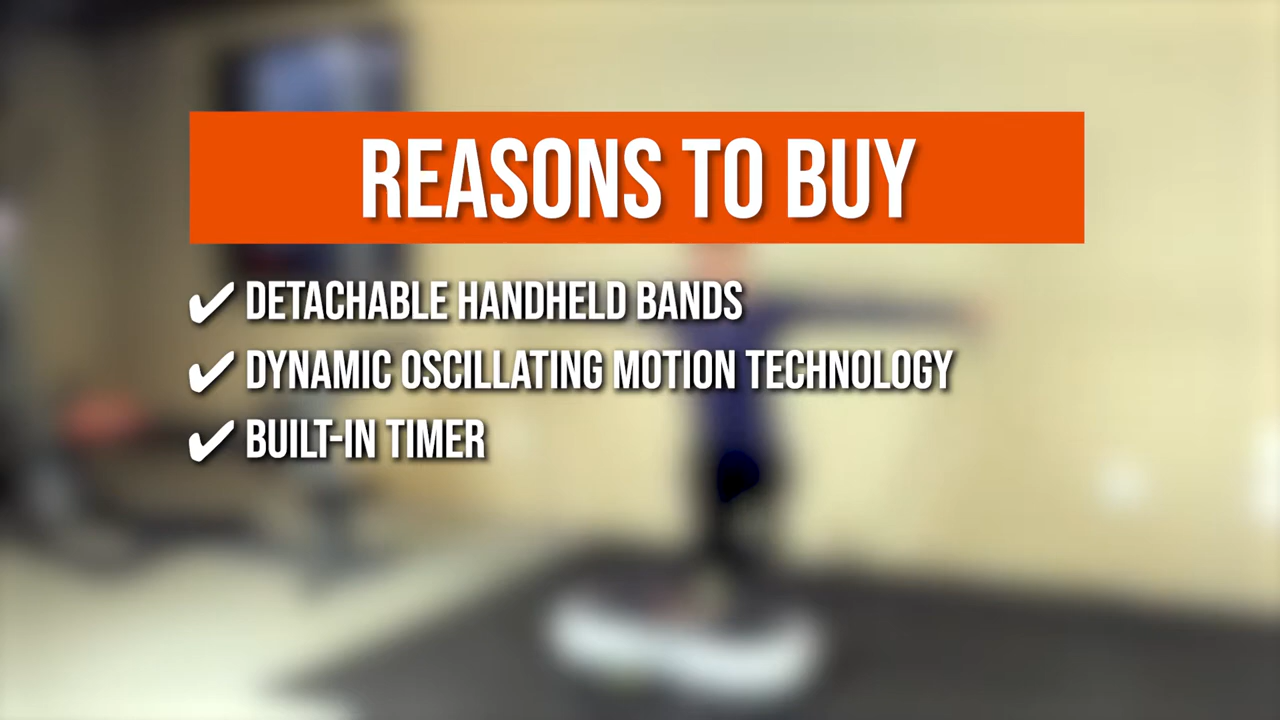 REASONS TO BUY
✔ DETACHABLE HANDHELD BANDS
✔ DYNAMIC OSCILLATING MOTION TECHNOLOGY
✔ BUILT-IN TIMER